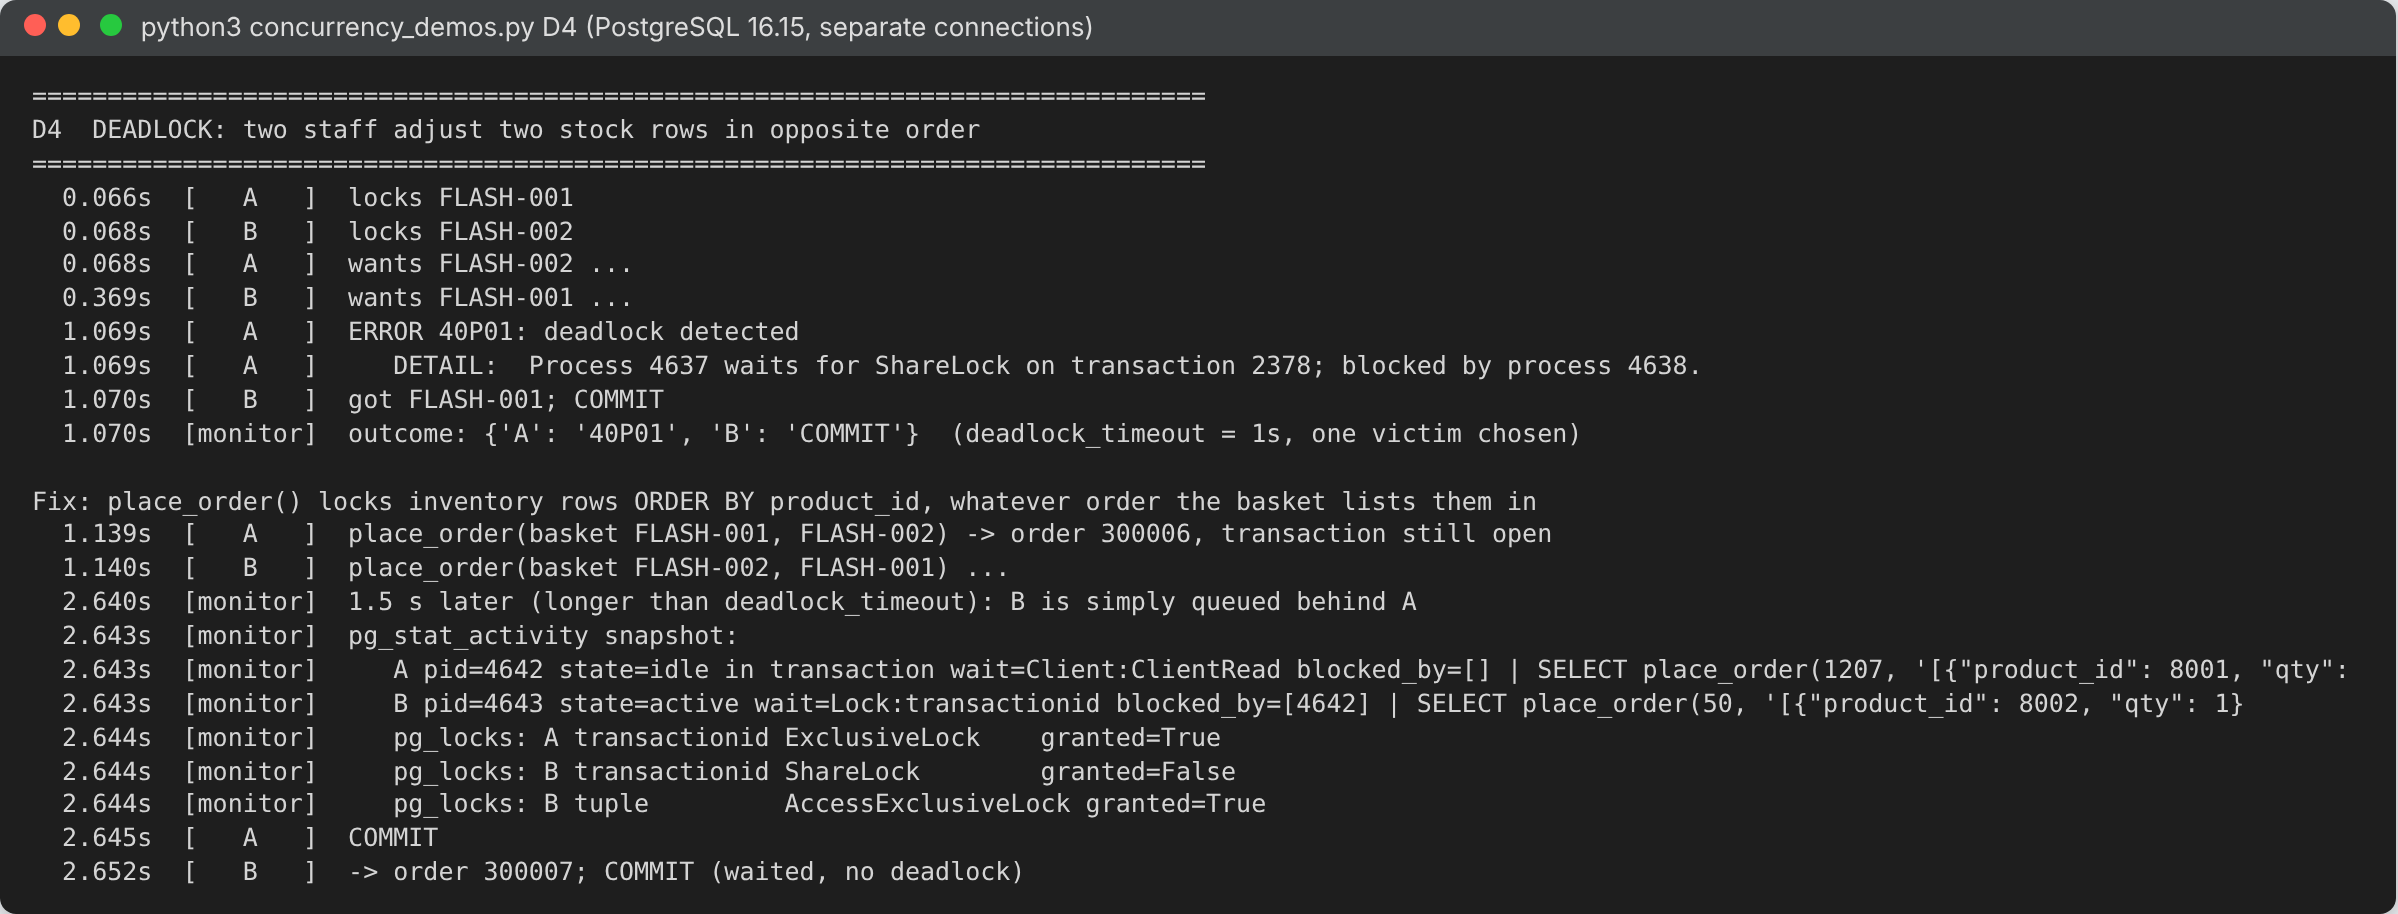 python3 concurrency_demos.py D4 (PostgreSQL 16.15, separate connections)
==============================================================================
D4  DEADLOCK: two staff adjust two stock rows in opposite order
==============================================================================
  0.066s  [   A   ]  locks FLASH-001
  0.068s  [   B   ]  locks FLASH-002
  0.068s  [   A   ]  wants FLASH-002 ...
  0.369s  [   B   ]  wants FLASH-001 ...
  1.069s  [   A   ]  ERROR 40P01: deadlock detected
  1.069s  [   A   ]     DETAIL:  Process 4637 waits for ShareLock on transaction 2378; blocked by process 4638.
  1.070s  [   B   ]  got FLASH-001; COMMIT
  1.070s  [monitor]  outcome: {'A': '40P01', 'B': 'COMMIT'}  (deadlock_timeout = 1s, one victim chosen)

Fix: place_order() locks inventory rows ORDER BY product_id, whatever order the basket lists them in
  1.139s  [   A   ]  place_order(basket FLASH-001, FLASH-002) -> order 300006, transaction still open
  1.140s  [   B   ]  place_order(basket FLASH-002, FLASH-001) ...
  2.640s  [monitor]  1.5 s later (longer than deadlock_timeout): B is simply queued behind A
  2.643s  [monitor]  pg_stat_activity snapshot:
  2.643s  [monitor]     A pid=4642 state=idle in transaction wait=Client:ClientRead blocked_by=[] | SELECT place_order(1207, '[{"product_id": 8001, "qty":
  2.643s  [monitor]     B pid=4643 state=active wait=Lock:transactionid blocked_by=[4642] | SELECT place_order(50, '[{"product_id": 8002, "qty": 1}
  2.644s  [monitor]     pg_locks: A transactionid ExclusiveLock    granted=True
  2.644s  [monitor]     pg_locks: B transactionid ShareLock        granted=False
  2.644s  [monitor]     pg_locks: B tuple         AccessExclusiveLock granted=True
  2.645s  [   A   ]  COMMIT
  2.652s  [   B   ]  -> order 300007; COMMIT (waited, no deadlock)